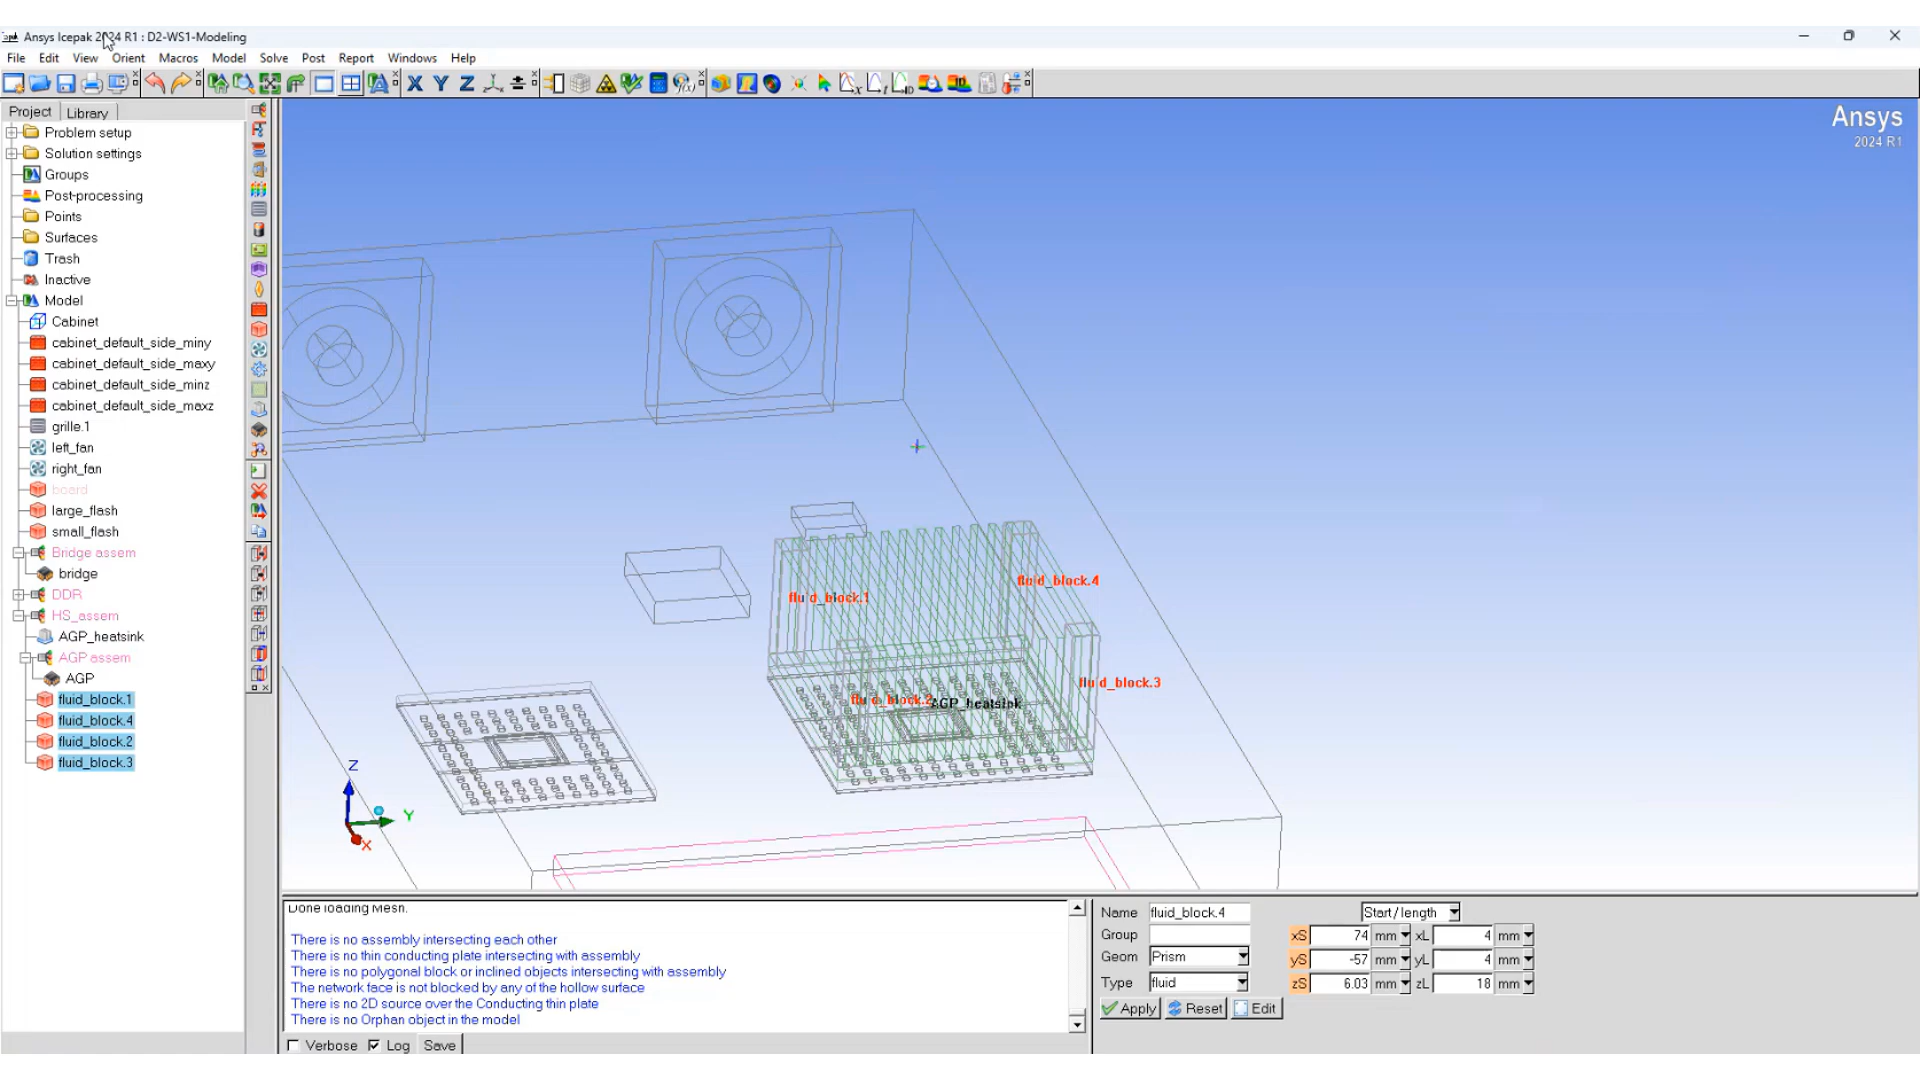 Ansys Icepak 2024 R1 : D2-WS1-Modeling
File Edit View Orient Macros Model Solve Post Report Windows Help
X Y Z
Project Library
Ansys
2024 R1
Problem setup
Solution settings
Groups
Post-processing
Points
Surfaces
Trash
Inactive
Model
Cabinet
cabinet_default_side_miny
cabinet_default_side_maxy
cabinet_default_side_minz
cabinet_default_side_maxz
grille.1
left_fan
right_fan
board
large_flash
small_flash
Bridge assem
bridge
DDR
HS_assem
AGP_heatsink
AGP assem
AGP
fluid_block.1
fluid_block.4
fluid_block.2
fluid_block.3
fluid_block.4
fluid_block.1
fluid_block.3
fluid_block.2
AGP_heatsink
Z
Y
X
Done loading Mesh.
There is no assembly intersecting each other
There is no thin conducting plate intersecting with assembly
There is no polygonal block or inclined objects intersecting with assembly
The network face is not blocked by any of the hollow surface
There is no 2D source over the Conducting thin plate
There is no Orphan object in the model
Verbose Log Save
Name fluid_block.4 Start / length
Group xS 74 mm xL 4 mm
Geom Prism yS -57 mm yL 4 mm
Type fluid zS 6.03 mm zL 18 mm
Apply Reset Edit